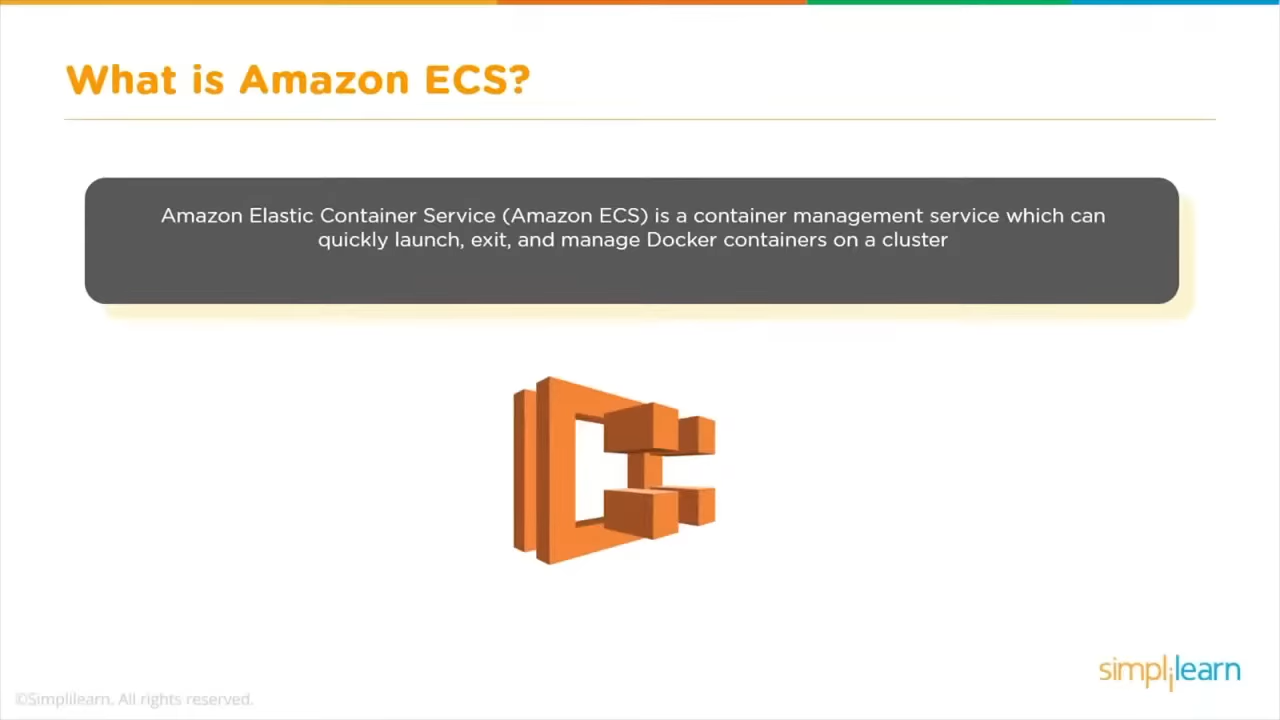 What is Amazon ECS?
Amazon Elastic Container Service (Amazon ECS) is a container management service which can
quickly launch, exit, and manage Docker containers on a cluster
simplilearn
©Simplilearn. All rights reserved.